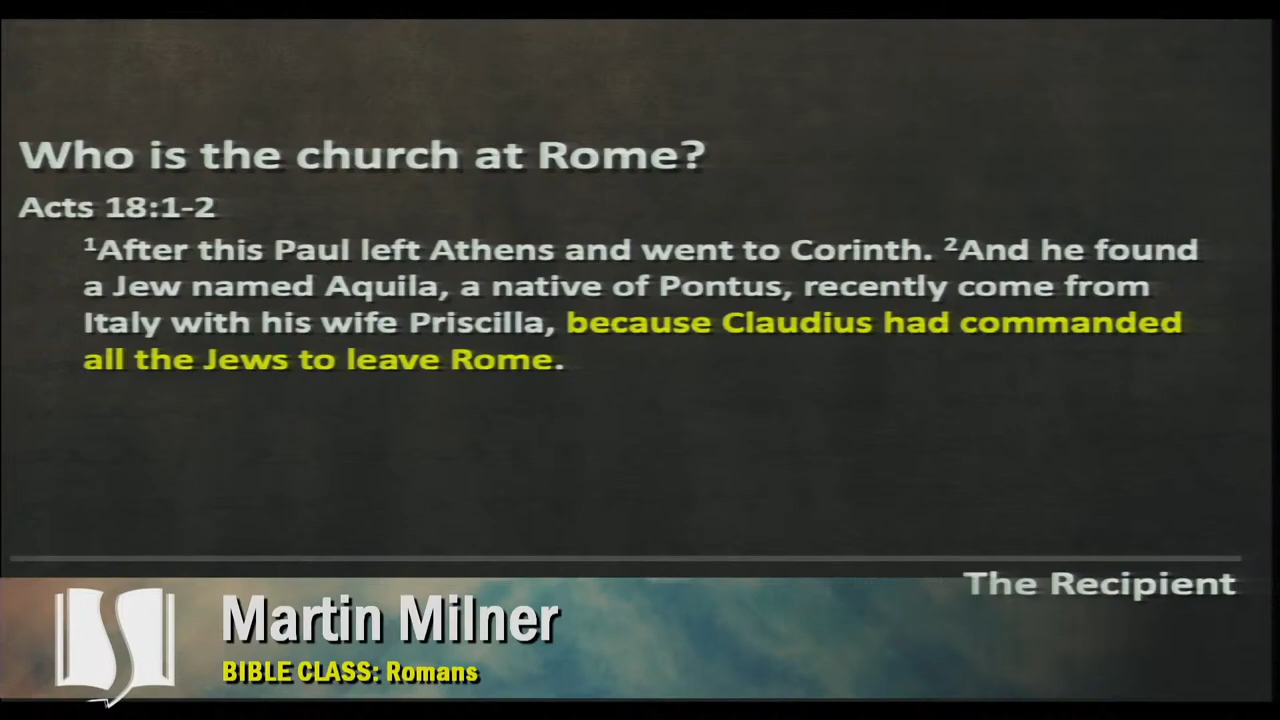 Who is the church at Rome?
Acts 18:1-2
¹After this Paul left Athens and went to Corinth. ²And he found
a Jew named Aquila, a native of Pontus, recently come from
Italy with his wife Priscilla, because Claudius had commanded
all the Jews to leave Rome.
The Recipient
Martin Milner
BIBLE CLASS: Romans